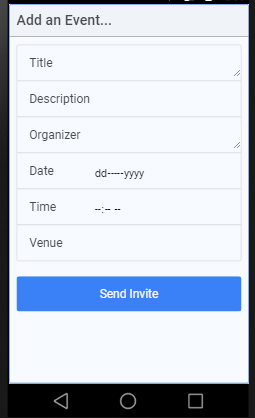 Add an Event...
Title
Description
Organizer
Date dd-----yyyy
Time --:-- --
Venue
Send Invite